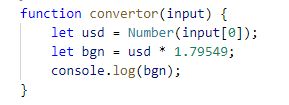 function convertor(input) {
    let usd = Number(input[0]);
    let bgn = usd * 1.79549;
    console.log(bgn);
}